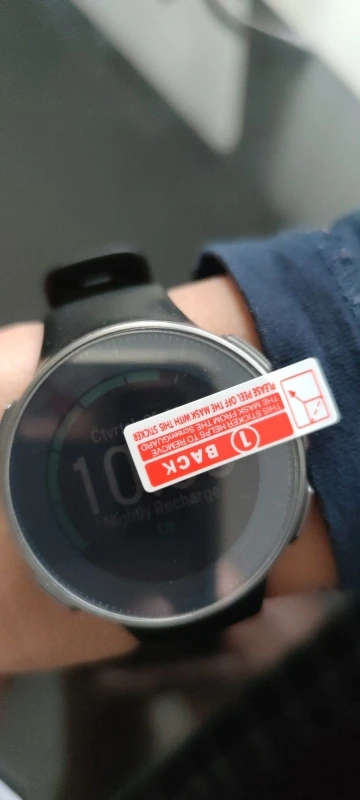 Nightly Recharge
1 BACK
THIS STICKER HELPS TO REMOVE
THE MASK FROM THE SCREENGUARD
PLEASE PEEL OFF THE MASK WITH THIS STICKER